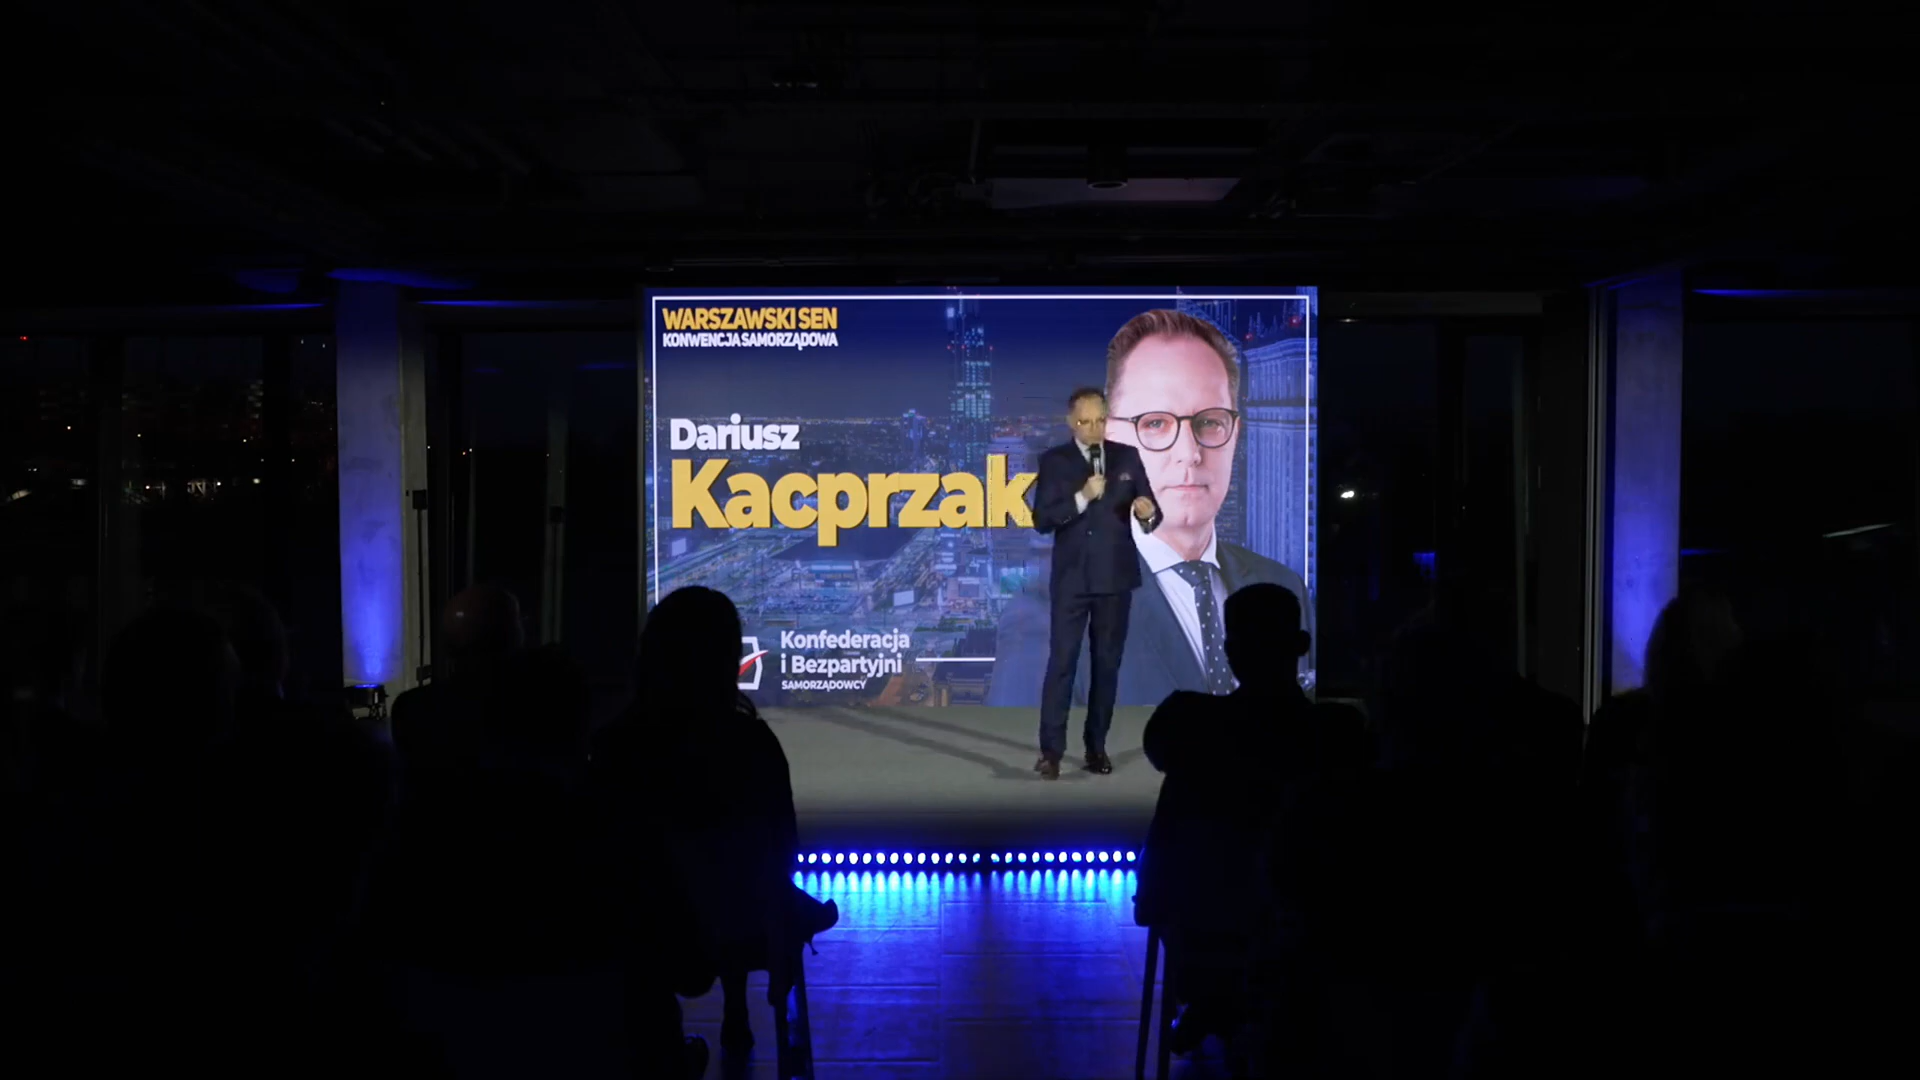 WARSZAWSKI SEN
KONWENCJA SAMORZĄDOWA
Dariusz
Kacprzak
Konfederacja
i Bezpartyjni
SAMORZĄDOWCY